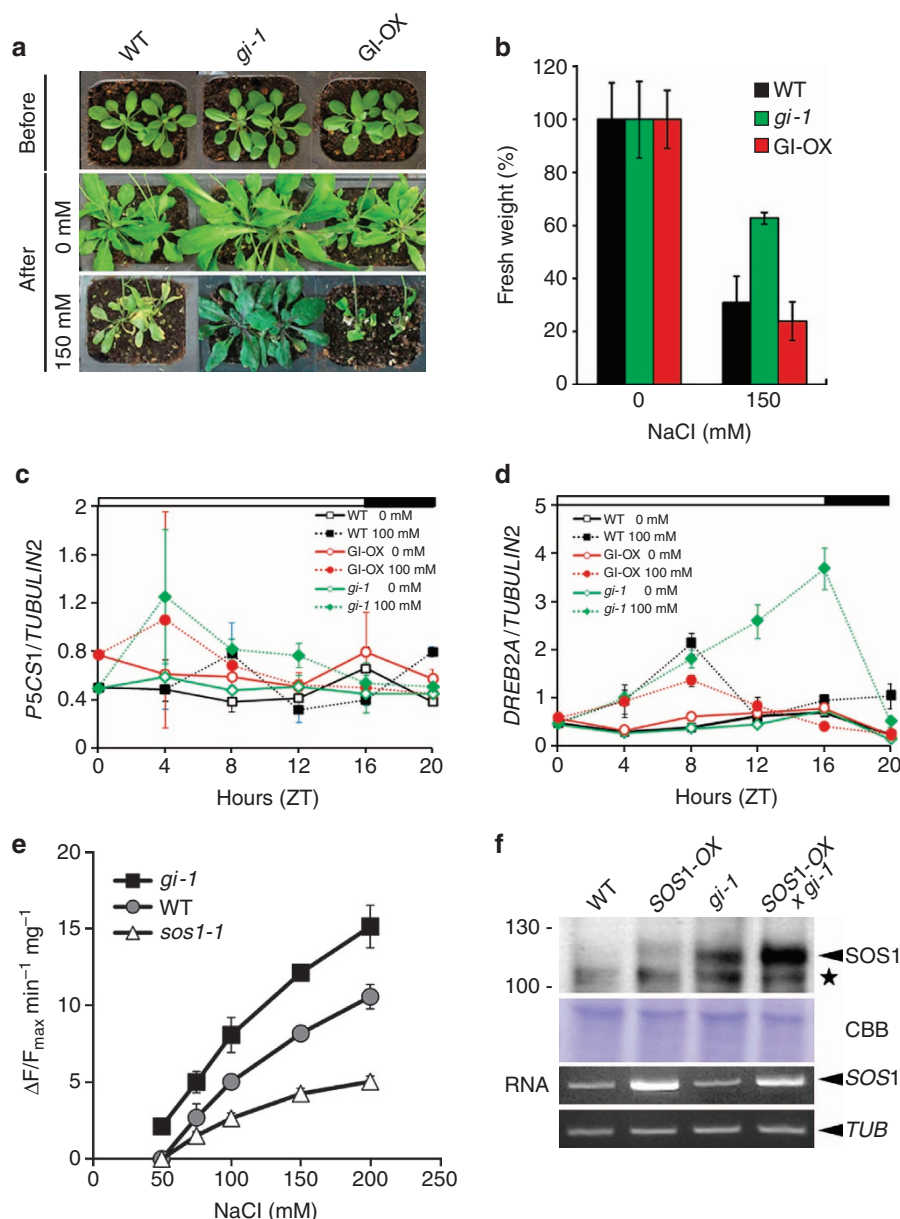 a
WT
gi-1
GI-OX
Before
After
0 mM
150 mM
b
120
100
80
60
40
20
0
Fresh weight (%)
WT
gi-1
GI-OX
0
150
NaCl (mM)
c
2
1.6
1.2
0.8
0.4
0
P5CS1/TUBULIN2
WT 0 mM
WT 100 mM
GI-OX 0 mM
GI-OX 100 mM
gi-1 0 mM
gi-1 100 mM
0 4 8 12 16 20
Hours (ZT)
d
5
4
3
2
1
0
DREB2A/TUBULIN2
WT 0 mM
WT 100 mM
GI-OX 0 mM
GI-OX 100 mM
gi-1 0 mM
gi-1 100 mM
0 4 8 12 16 20
Hours (ZT)
e
20
15
10
5
0
ΔF/Fmax min⁻¹ mg⁻¹
gi-1
WT
sos1-1
0 50 100 150 200 250
NaCl (mM)
f
WT
SOS1-OX
gi-1
SOS1-OX
x gi-1
130 -
100 -
SOS1
★
CBB
RNA
SOS1
TUB